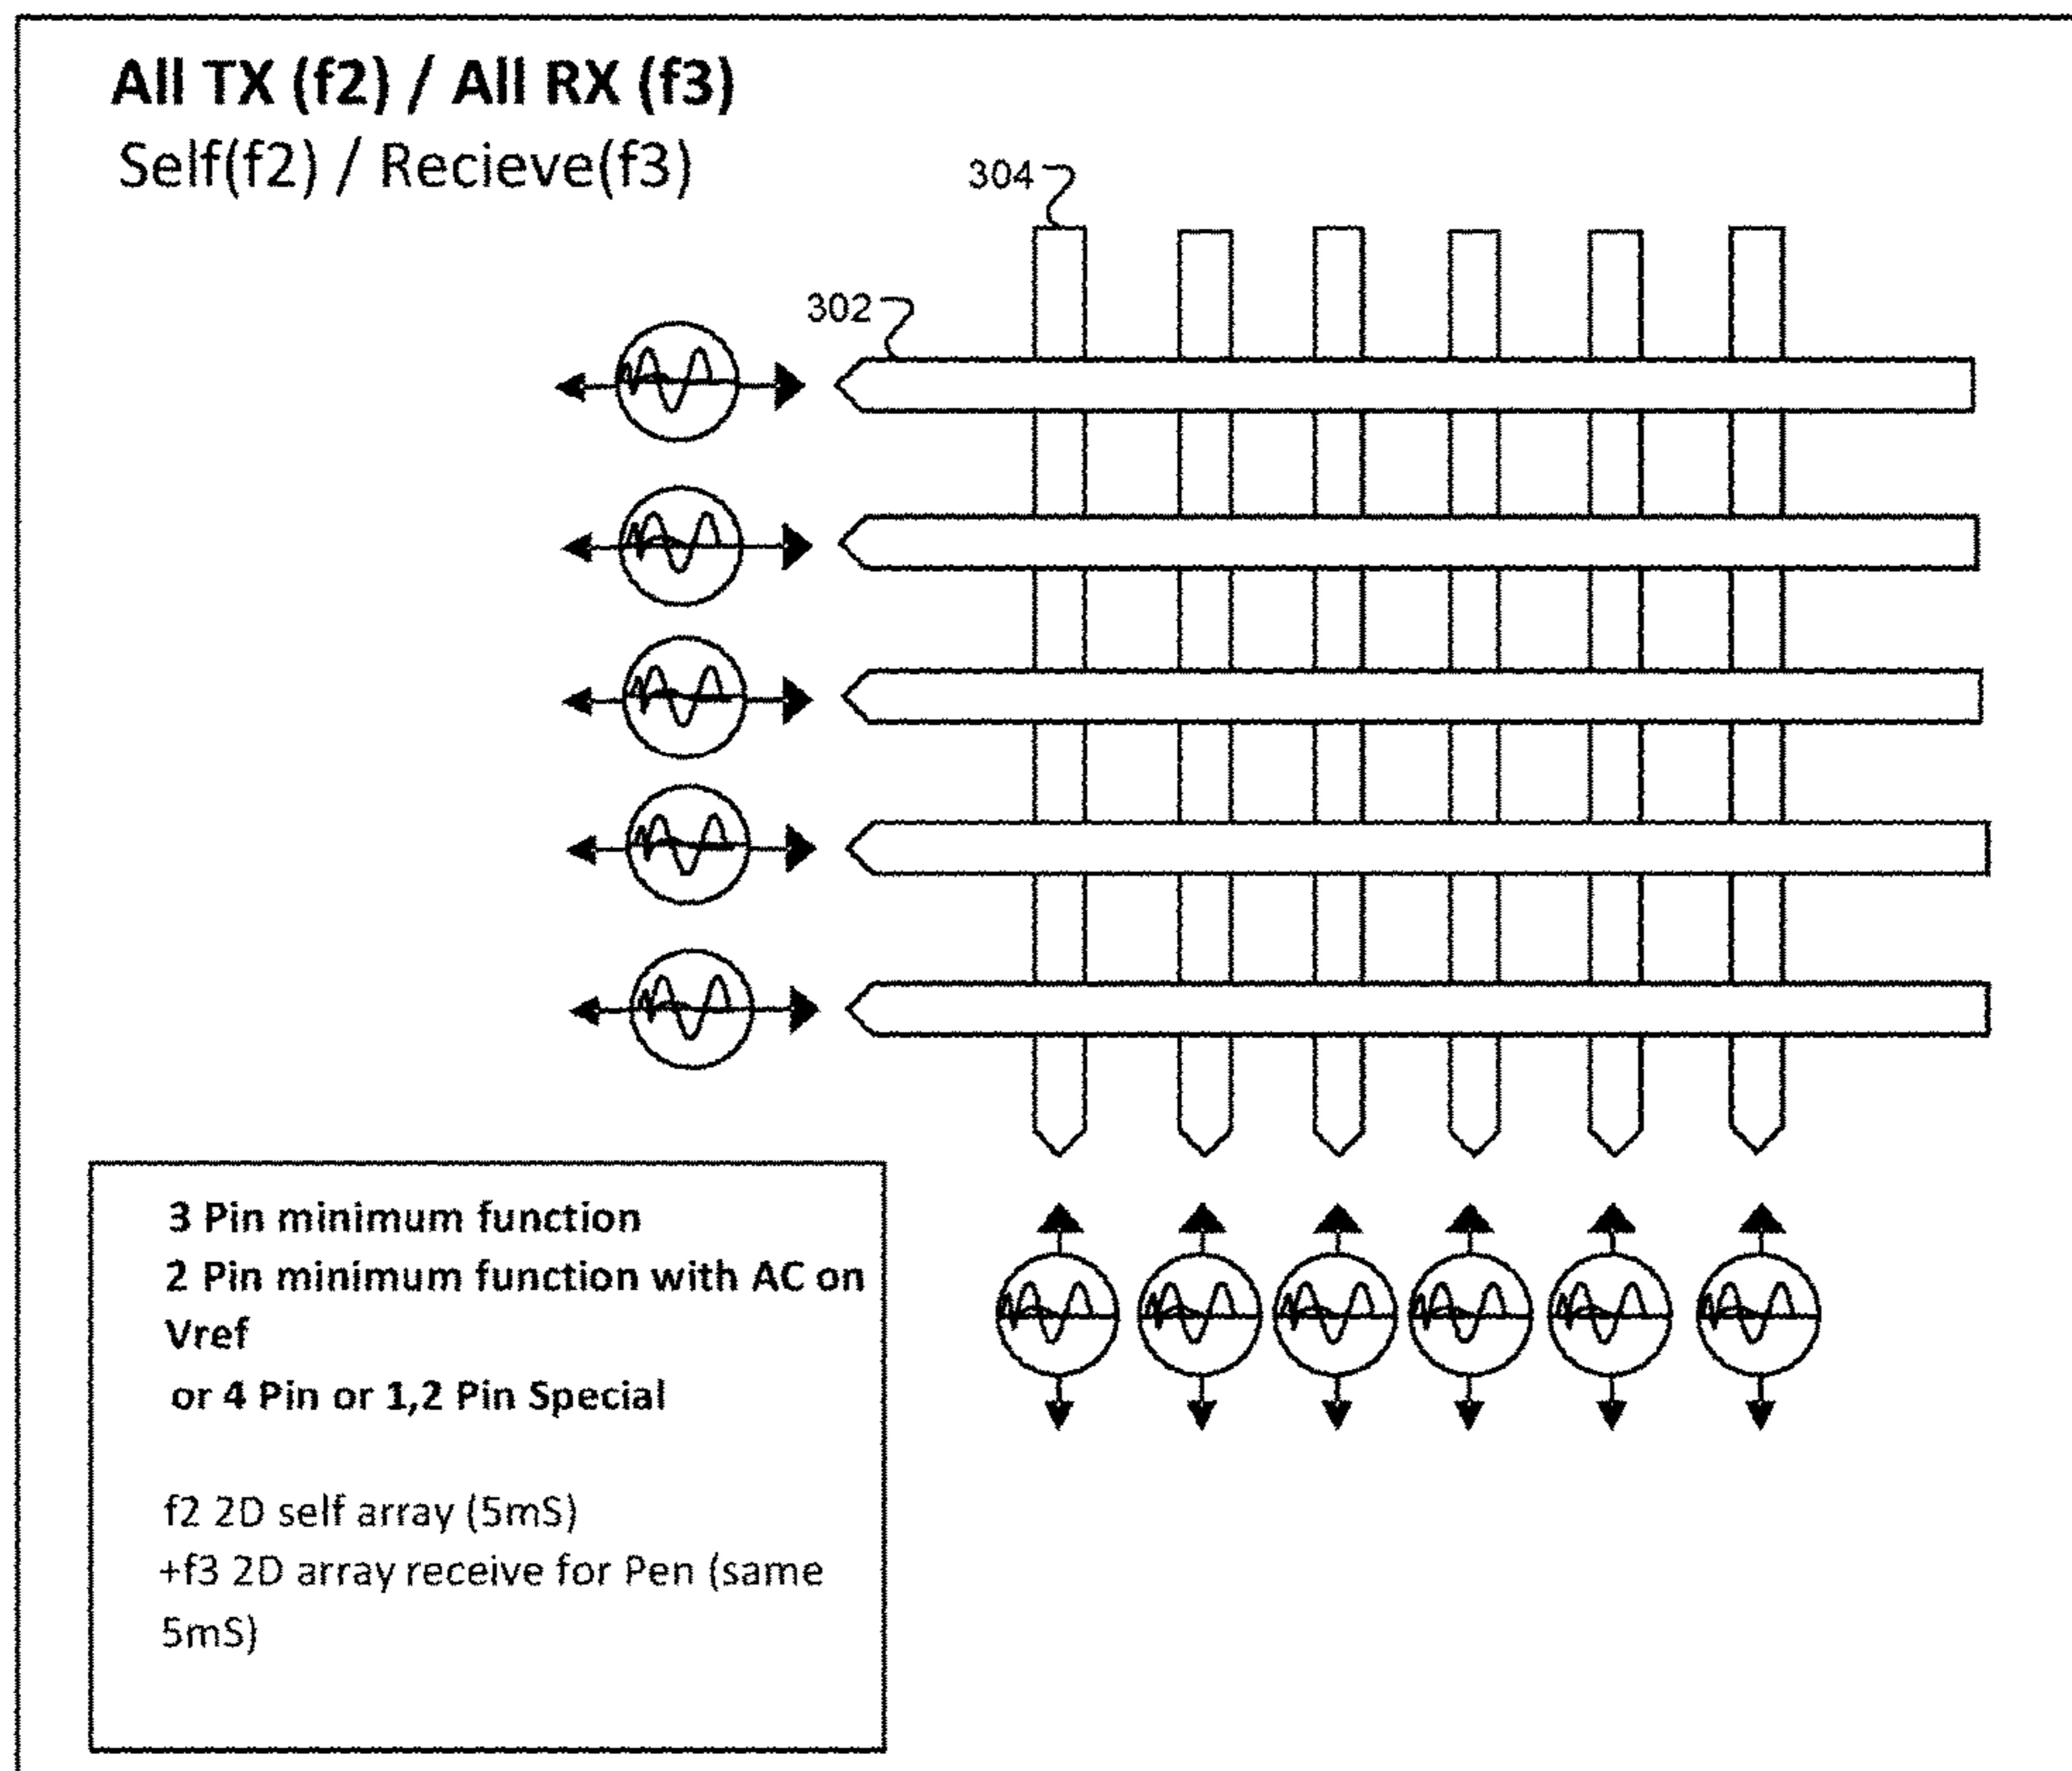 All TX (f2) / All RX (f3)
Self(f2) / Recieve(f3)
304
302
3 Pin minimum function
2 Pin minimum function with AC on
Vref
or 4 Pin or 1,2 Pin Special
f2 2D self array (5mS)
+f3 2D array receive for Pen (same
5mS)